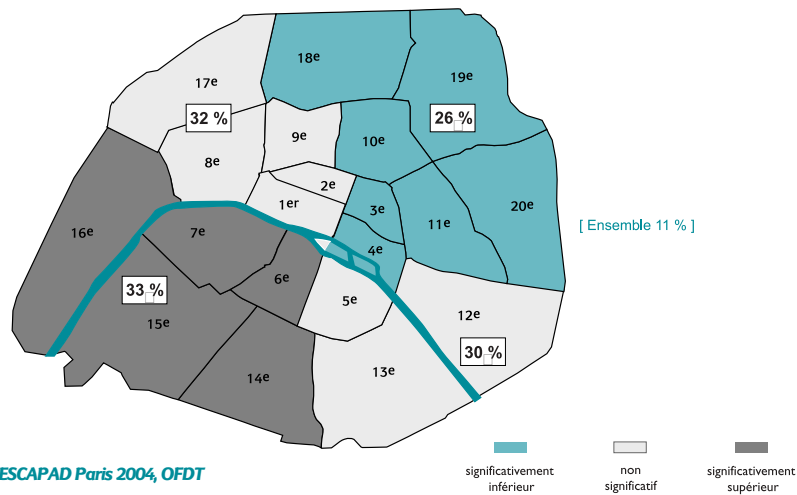 18e
19e
17e
32 %
26 %
9e
10e
8e
2e
3e
20e
1er
11e
16e
7e
[ Ensemble 11 % ]
4e
6e
33 %
5e
12e
15e
30 %
13e
14e
ESCAPAD Paris 2004, OFDT
significativement
inférieur
non
significatif
significativement
supérieur